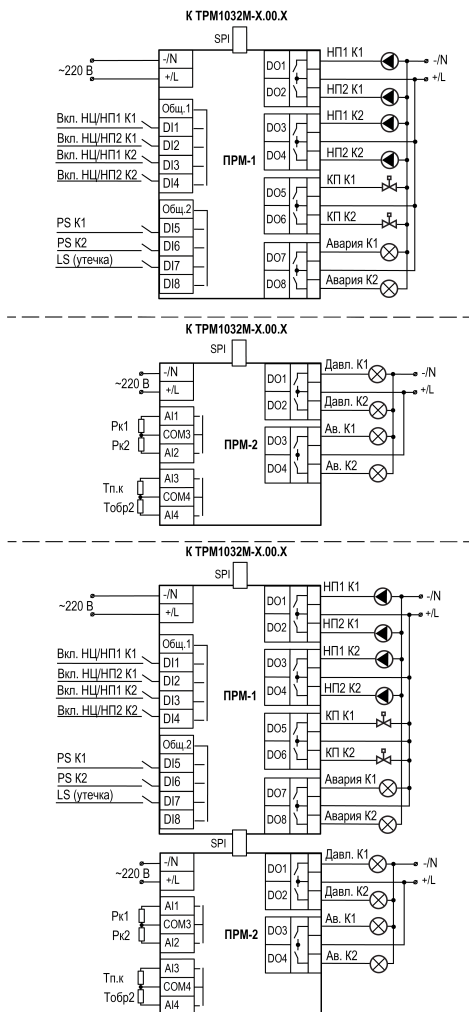 К ТРМ1032М-Х.00.Х
SPI
~220 В
-/N
+/L
Общ.1
Вкл. НЦ/НП1 К1
DI1
Вкл. НЦ/НП2 К1
DI2
Вкл. НЦ/НП1 К2
DI3
Вкл. НЦ/НП2 К2
DI4
Общ.2
PS К1
DI5
PS К2
DI6
LS (утечка)
DI7
DI8
ПРМ-1
DO1
НП1 К1
-/N
+/L
DO2
НП2 К1
DO3
НП1 К2
DO4
НП2 К2
DO5
КП К1
DO6
КП К2
DO7
Авария К1
DO8
Авария К2
К ТРМ1032М-Х.00.Х
SPI
~220 В
-/N
+/L
Рк1
AI1
COM3
Рк2
AI2
Тп.к
AI3
COM4
Тобр2
AI4
ПРМ-2
DO1
Давл. К1
-/N
+/L
DO2
Давл. К2
DO3
Ав. К1
DO4
Ав. К2
К ТРМ1032М-Х.00.Х
SPI
~220 В
-/N
+/L
Общ.1
Вкл. НЦ/НП1 К1
DI1
Вкл. НЦ/НП2 К1
DI2
Вкл. НЦ/НП1 К2
DI3
Вкл. НЦ/НП2 К2
DI4
Общ.2
PS К1
DI5
PS К2
DI6
LS (утечка)
DI7
DI8
ПРМ-1
DO1
НП1 К1
-/N
+/L
DO2
НП2 К1
DO3
НП1 К2
DO4
НП2 К2
DO5
КП К1
DO6
КП К2
DO7
Авария К1
DO8
Авария К2
SPI
~220 В
-/N
+/L
Рк1
AI1
COM3
Рк2
AI2
Тп.к
AI3
COM4
Тобр2
AI4
ПРМ-2
DO1
Давл. К1
-/N
+/L
DO2
Давл. К2
DO3
Ав. К1
DO4
Ав. К2